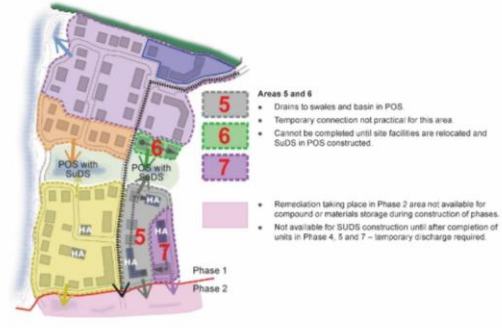 5
6
7
Areas 5 and 6
• Drains to swales and basin in POS.
• Temporary connection not practical for this area.
• Cannot be completed until site facilities are relocated and
SuDS in POS constructed.
• Remediation taking place in Phase 2 area not available for
compound or materials storage during construction of phases.
• Not available for SUDS construction until after completion of
units in Phase 4, 5 and 7 – temporary discharge required.
6
POS with
SuDS
POS with
SuDS
HA
HA
HA
5
HA
HA
7
Phase 1
Phase 2